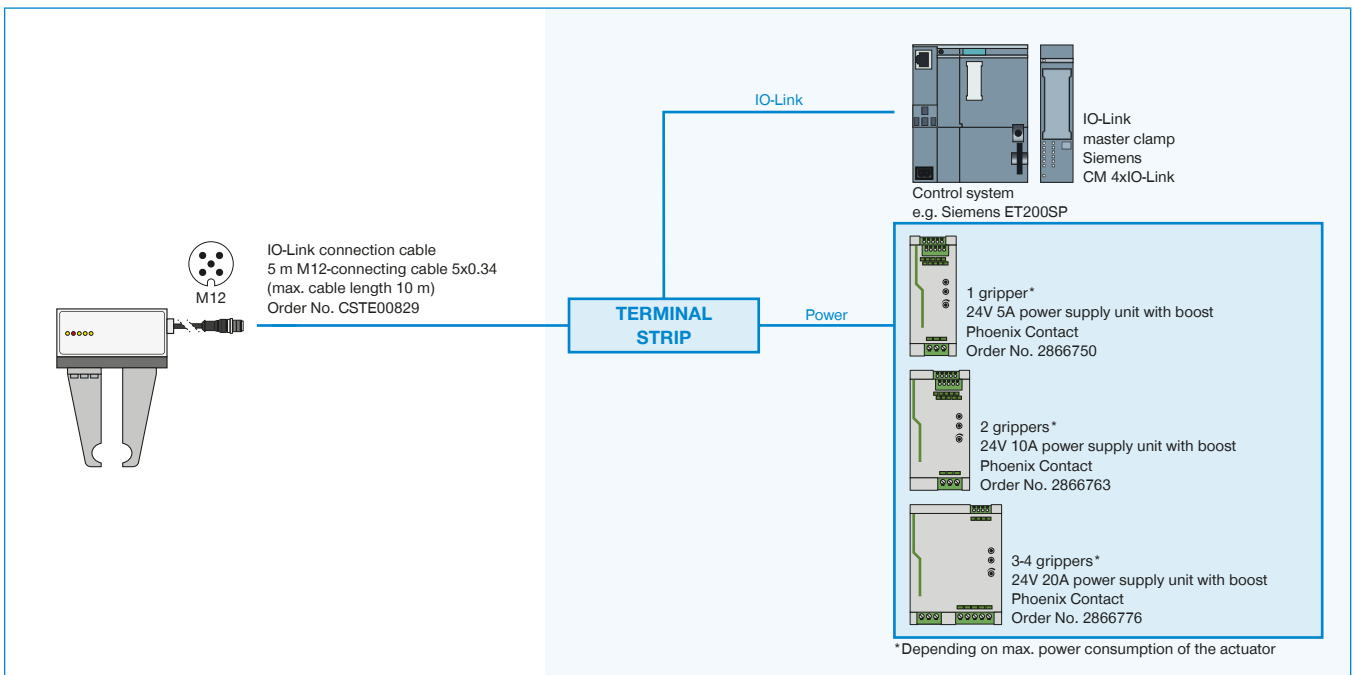 IO-Link
IO-Link
master clamp
Siemens
CM 4xIO-Link
Control system
e.g. Siemens ET200SP
M12
IO-Link connection cable
5 m M12-connecting cable 5x0.34
(max. cable length 10 m)
Order No. CSTE00829
TERMINAL
STRIP
Power
1 gripper*
24V 5A power supply unit with boost
Phoenix Contact
Order No. 2866750
2 grippers*
24V 10A power supply unit with boost
Phoenix Contact
Order No. 2866763
3-4 grippers*
24V 20A power supply unit with boost
Phoenix Contact
Order No. 2866776
*Depending on max. power consumption of the actuator